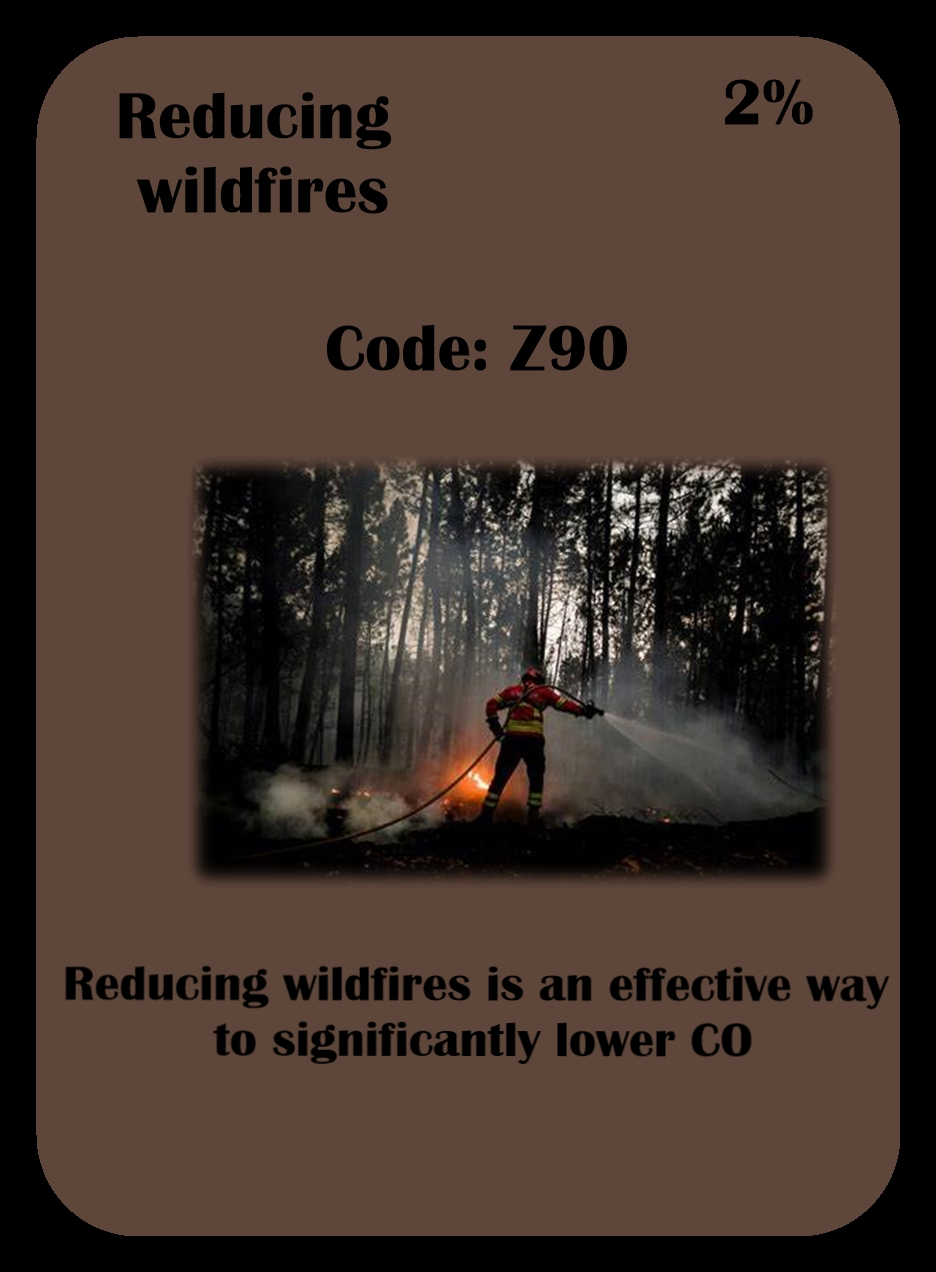 Reducing
wildfires
2%
Code: Z90
Reducing wildfires is an effective way
to significantly lower CO